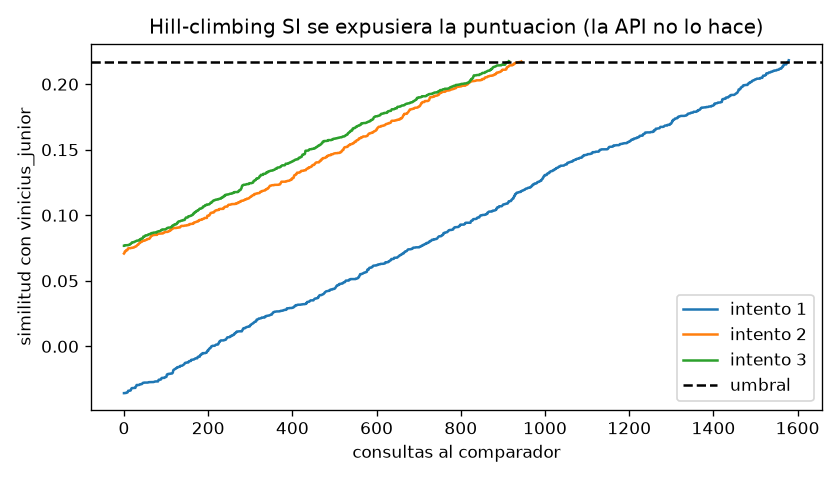 Hill-climbing SI se expusiera la puntuacion (la API no lo hace)
similitud con vinicius_junior
0.20
0.15
0.10
0.05
0.00
intento 1
intento 2
intento 3
umbral
0 200 400 600 800 1000 1200 1400 1600
consultas al comparador